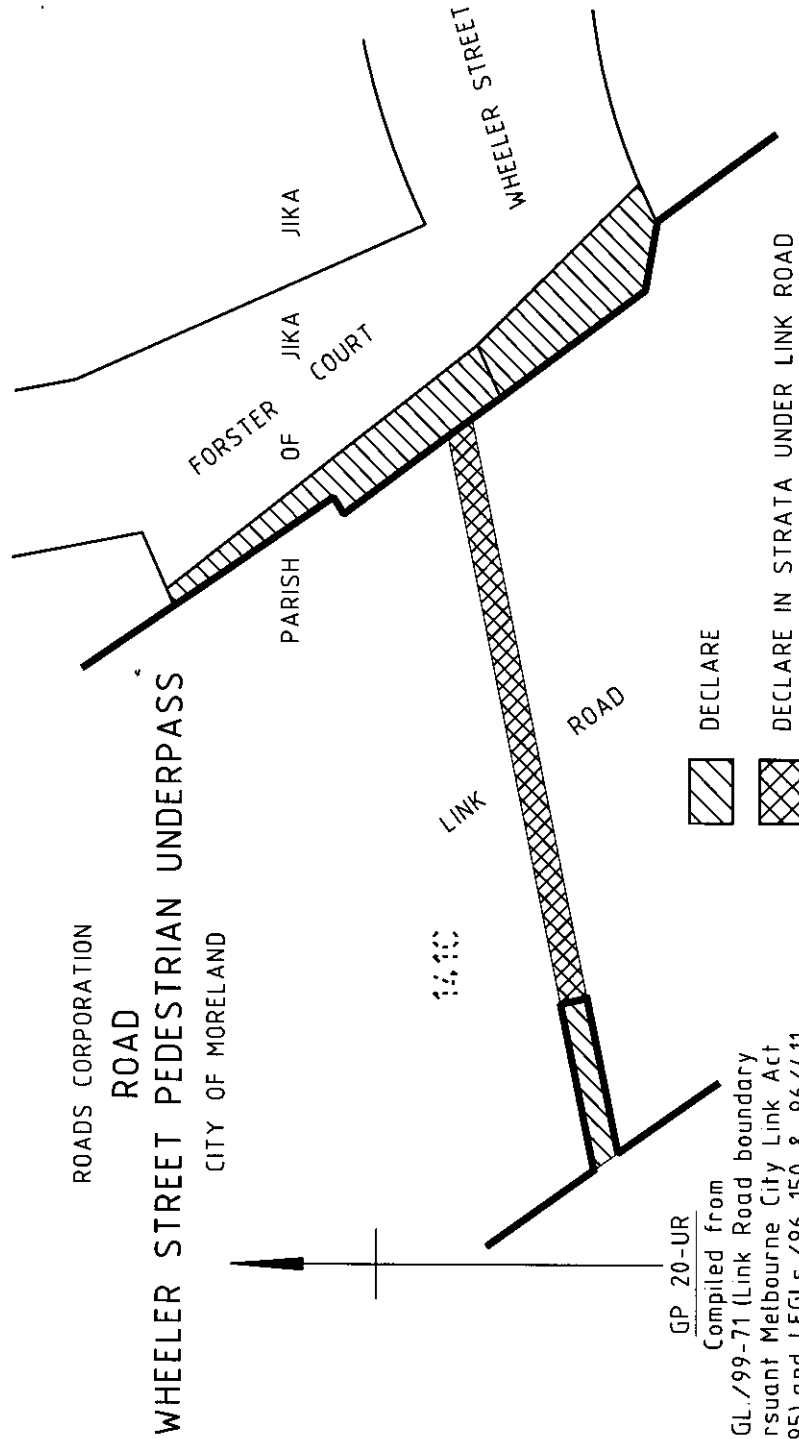 ROADS CORPORATION
ROAD
WHEELER STREET PEDESTRIAN UNDERPASS
CITY OF MORELAND
WHEELER STREET
FORSTER COURT
PARISH OF JIKA JIKA
LINK ROAD
DECLARE
DECLARE IN STRATA UNDER LINK ROAD
GP 20-UR
Compiled from
GL./99-71 (Link Road boundary
rsuant Melbourne City Link Act